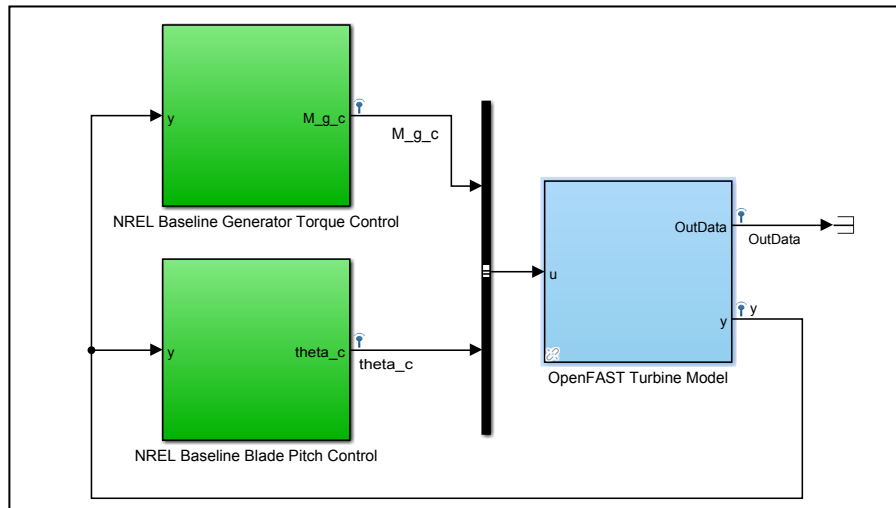 y
M_g_c
M_g_c
NREL Baseline Generator Torque Control
y
theta_c
theta_c
NREL Baseline Blade Pitch Control
u
OutData
OutData
y
y
OpenFAST Turbine Model